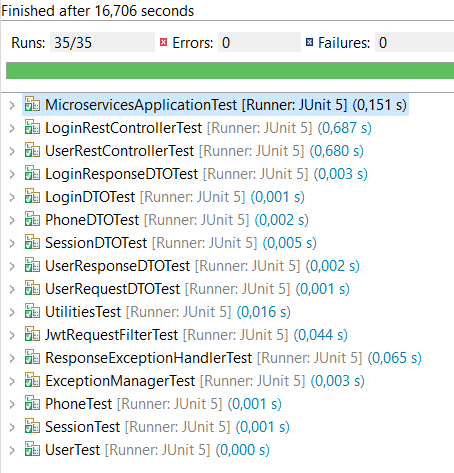 Finished after 16,706 seconds
Runs: 35/35 Errors: 0 Failures: 0
MicroservicesApplicationTest [Runner: JUnit 5] (0,151 s)
LoginRestControllerTest [Runner: JUnit 5] (0,687 s)
UserRestControllerTest [Runner: JUnit 5] (0,680 s)
LoginResponseDTOTest [Runner: JUnit 5] (0,003 s)
LoginDTOTest [Runner: JUnit 5] (0,001 s)
PhoneDTOTest [Runner: JUnit 5] (0,002 s)
SessionDTOTest [Runner: JUnit 5] (0,005 s)
UserResponseDTOTest [Runner: JUnit 5] (0,002 s)
UserRequestDTOTest [Runner: JUnit 5] (0,001 s)
UtilitiesTest [Runner: JUnit 5] (0,016 s)
JwtRequestFilterTest [Runner: JUnit 5] (0,044 s)
ResponseExceptionHandlerTest [Runner: JUnit 5] (0,065 s)
ExceptionManagerTest [Runner: JUnit 5] (0,003 s)
PhoneTest [Runner: JUnit 5] (0,001 s)
SessionTest [Runner: JUnit 5] (0,001 s)
UserTest [Runner: JUnit 5] (0,000 s)